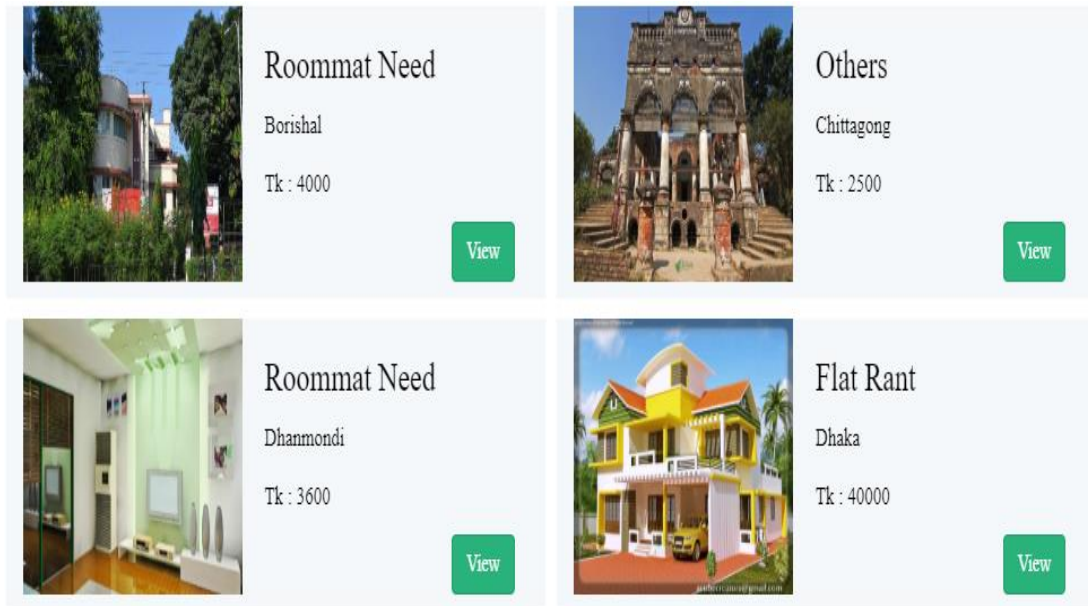 Roommat Need
Borishal
Tk : 4000
View
Others
Chittagong
Tk : 2500
View
Roommat Need
Dhanmondi
Tk : 3600
View
Flat Rant
Dhaka
Tk : 40000
View